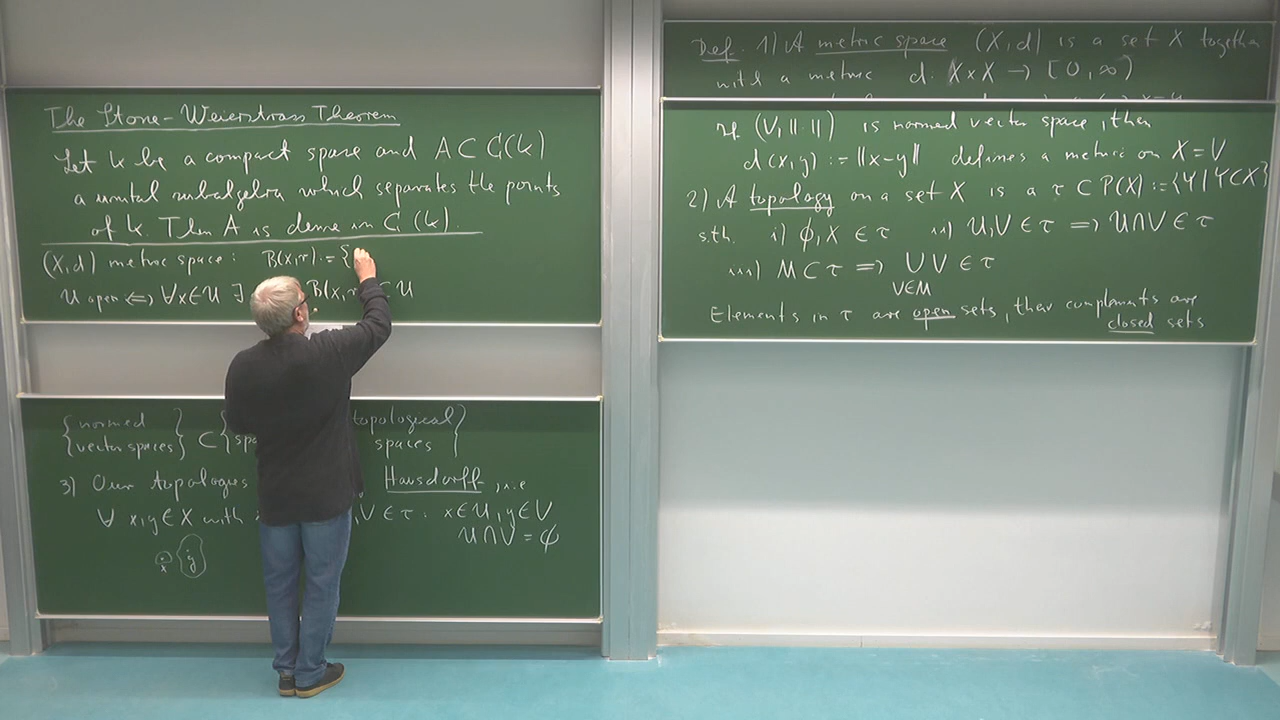 The Stone-Weierstrass Theorem
Let K be a compact space and A ⊂ C(K)
a unital subalgebra which separates the points
of K. Then A is dense in C(K).
(X,d) metric space: B(x,r) := {
U open ⟺ ∀x∈U ∃ B(x,r) ⊂ U
{normed vector spaces} ⊂ { topological spaces}
3) Our topologies Hausdorff, i.e
∀ x,y ∈ X with ,V ∈ τ: x∈U, y∈V
U∩V = ϕ
x y
Def. 1) A metric space (X,d) is a set X together
with a metric d: X×X → [0,∞)
If (V,‖·‖) is normed vector space, then
d(x,y) := ‖x-y‖ defines a metric on X=V
2) A topology on a set X is a τ ⊂ P(X) := {Y | Y⊂X}
s.th. i) ϕ, X ∈ τ ii) U,V ∈ τ ⟹ U∩V ∈ τ
iii) M ⊂ τ ⟹ ∪ V ∈ τ
V∈M
Elements in τ are open sets, their complements are
closed sets